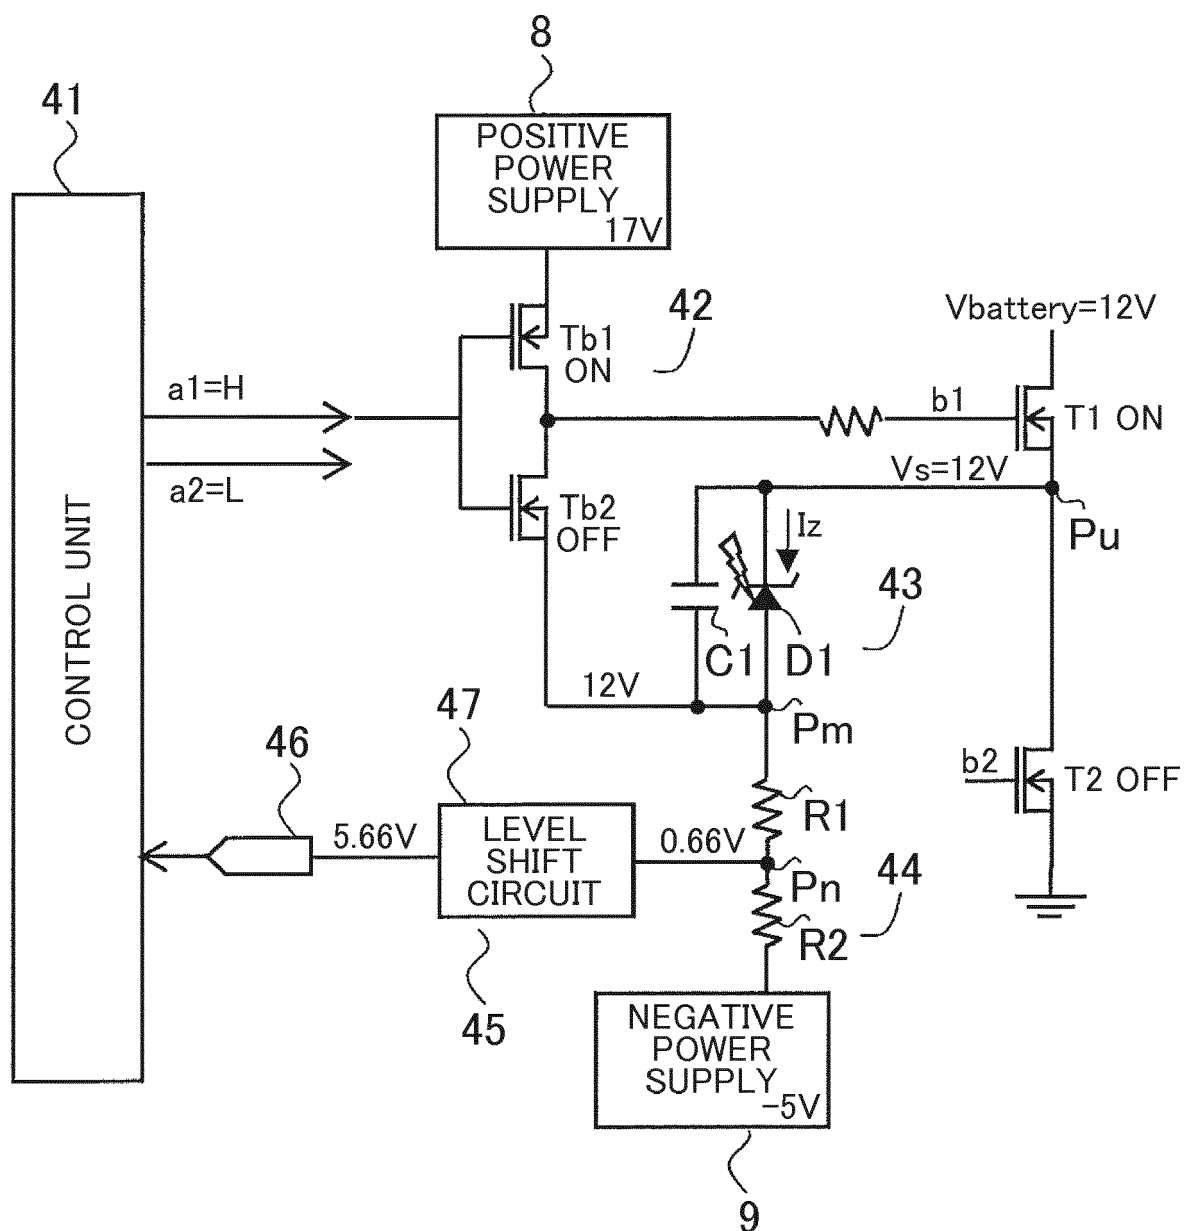 8
41
POSITIVE
POWER
SUPPLY
17V
Tb1
ON
42
Vbattery=12V
a1=H
b1
T1 ON
a2=L
Vs=12V
Tb2
OFF
Iz
Pu
CONTROL UNIT
43
C1
D1
12V
Pm
47
46
b2
T2 OFF
R1
5.66V
LEVEL
SHIFT
CIRCUIT
0.66V
Pn
44
R2
45
NEGATIVE
POWER
SUPPLY
-5V
9